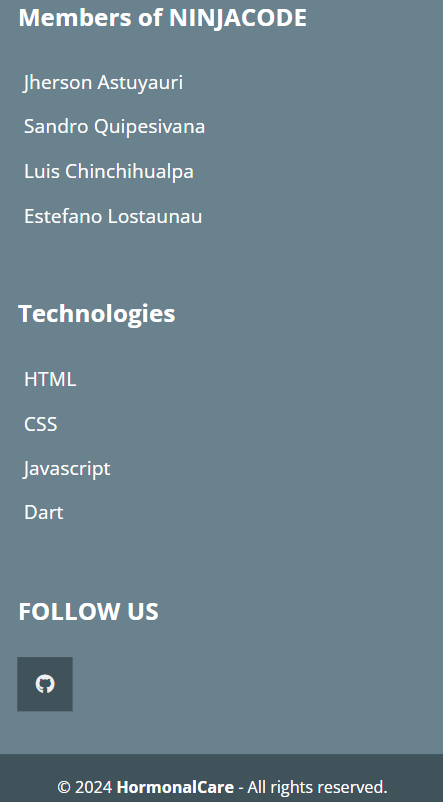 Members of NINJACODE
Jherson Astuyauri
Sandro Quipesivana
Luis Chinchihualpa
Estefano Lostaunau
Technologies
HTML
CSS
Javascript
Dart
FOLLOW US
© 2024 HormonalCare - All rights reserved.